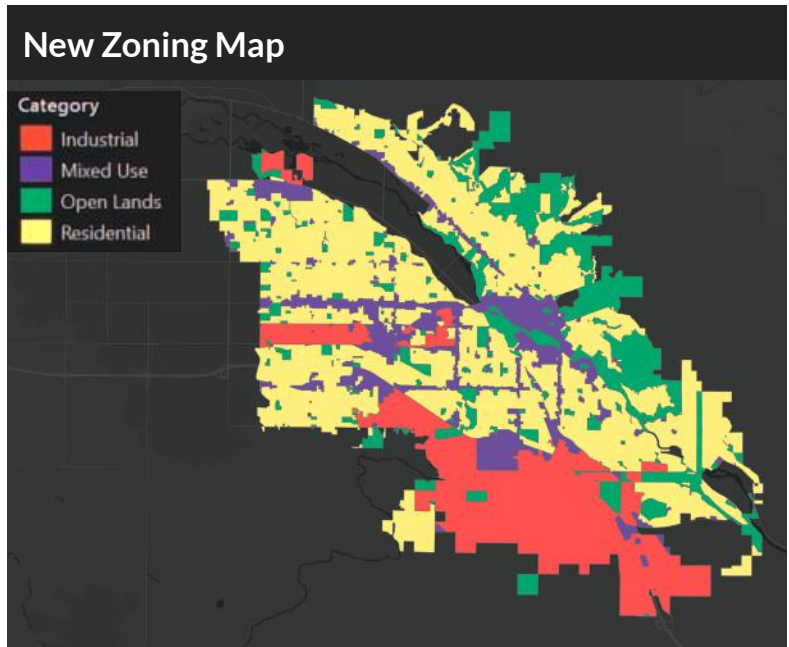 New Zoning Map
Category
Industrial
Mixed Use
Open Lands
Residential